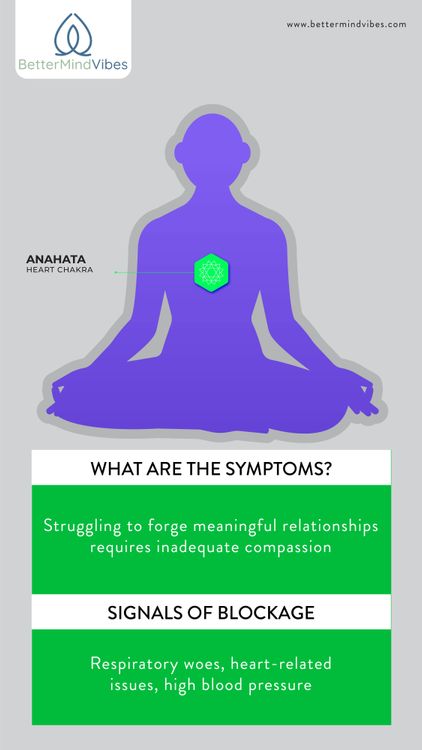 www.bettermindvibes.com
BetterMindVibes
ANAHATA
HEART CHAKRA
WHAT ARE THE SYMPTOMS?
Struggling to forge meaningful relationships
requires inadequate compassion
SIGNALS OF BLOCKAGE
Respiratory woes, heart-related
issues, high blood pressure